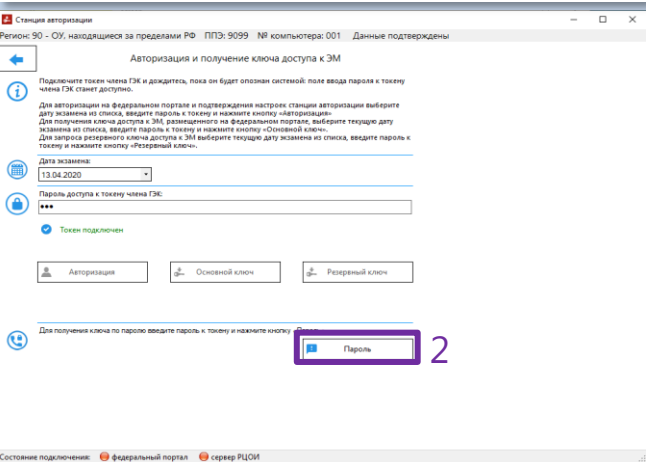 Станция авторизации
Регион: 90 - ОУ, находящиеся за пределами РФ ППЭ: 9099 № компьютера: 001 Данные подтверждены
Авторизация и получение ключа доступа к ЭМ
Подключите токен члена ГЭК и дождитесь, пока он будет опознан системой: поле ввода пароля к токену
члена ГЭК станет доступно.
Для авторизации на федеральном портале и подтверждения настроек станции авторизации выберите
дату экзамена из списка, введите пароль к токену и нажмите кнопку «Авторизация»
Для получения ключа доступа к ЭМ, размещенного на федеральном портале, выберите текущую дату
экзамена из списка, введите пароль к токену и нажмите кнопку «Основной ключ».
Для запроса резервного ключа доступа к ЭМ выберите текущую дату экзамена из списка, введите пароль к
токену и нажмите кнопку «Резервный ключ».
Дата экзамена:
13.04.2020
Пароль доступа к токену члена ГЭК:
•••
Токен подключен
Авторизация Основной ключ Резервный ключ
Для получения ключа по паролю введите пароль к токену и нажмите кнопку
Пароль
2
Состояние подключения: федеральный портал сервер РЦОИ